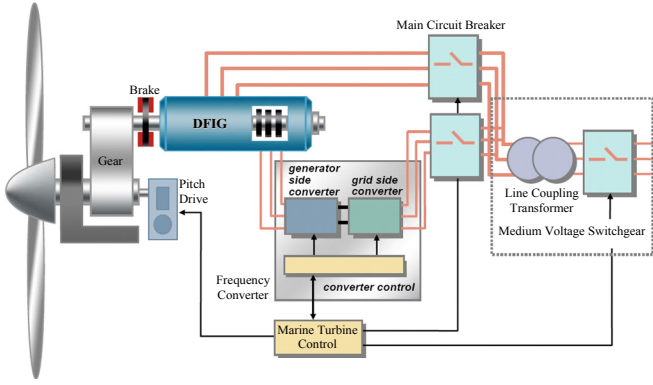 Main Circuit Breaker
Brake
DFIG
Gear
generator
side
converter
grid side
converter
Pitch
Drive
Line Coupling
Transformer
Medium Voltage Switchgear
Frequency
Converter
converter control
Marine Turbine
Control